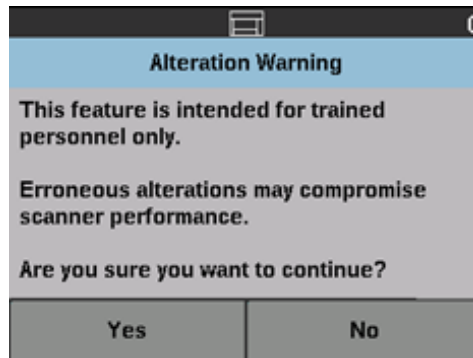 Alteration Warning
This feature is intended for trained
personnel only.
Erroneous alterations may compromise
scanner performance.
Are you sure you want to continue?
Yes
No